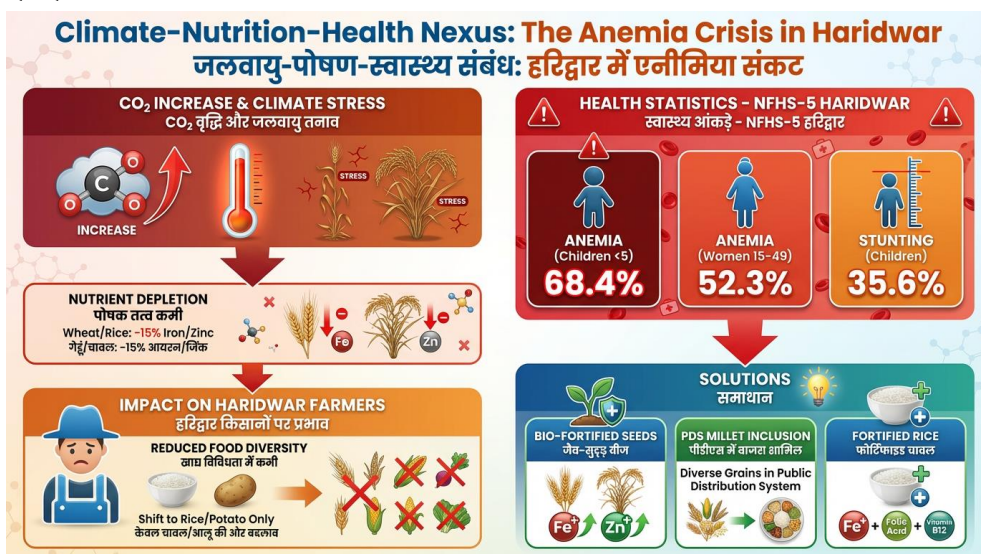 Climate-Nutrition-Health Nexus: The Anemia Crisis in Haridwar
जलवायु-पोषण-स्वास्थ्य संबंध: हरिद्वार में एनीमिया संकट
CO₂ INCREASE & CLIMATE STRESS
CO₂ वृद्धि और जलवायु तनाव
O
C
O
O
INCREASE
STRESS
STRESS
NUTRIENT DEPLETION
पोषक तत्व कमी
Wheat/Rice: -15% Iron/Zinc
गेहूं/चावल: -15% आयरन/जिंक
Fe
Zn
IMPACT ON HARIDWAR FARMERS
हरिद्वार किसानों पर प्रभाव
REDUCED FOOD DIVERSITY
खाद्य विविधता में कमी
Shift to Rice/Potato Only
केवल चावल/आलू की ओर बदलाव
HEALTH STATISTICS - NFHS-5 HARIDWAR
स्वास्थ्य आंकड़े - NFHS-5 हरिद्वार
ANEMIA
(Children <5)
68.4%
ANEMIA
(Women 15-49)
52.3%
STUNTING
(Children)
35.6%
SOLUTIONS
समाधान
BIO-FORTIFIED SEEDS
Fe+
Zn+
PDS MILLET INCLUSION
पीडीएस में बाजरा शामिल
Diverse Grains in Public
Distribution System
FORTIFIED RICE
फोर्टिफाइड चावल
Fe+ + Folic Acrd + Vitamin B12